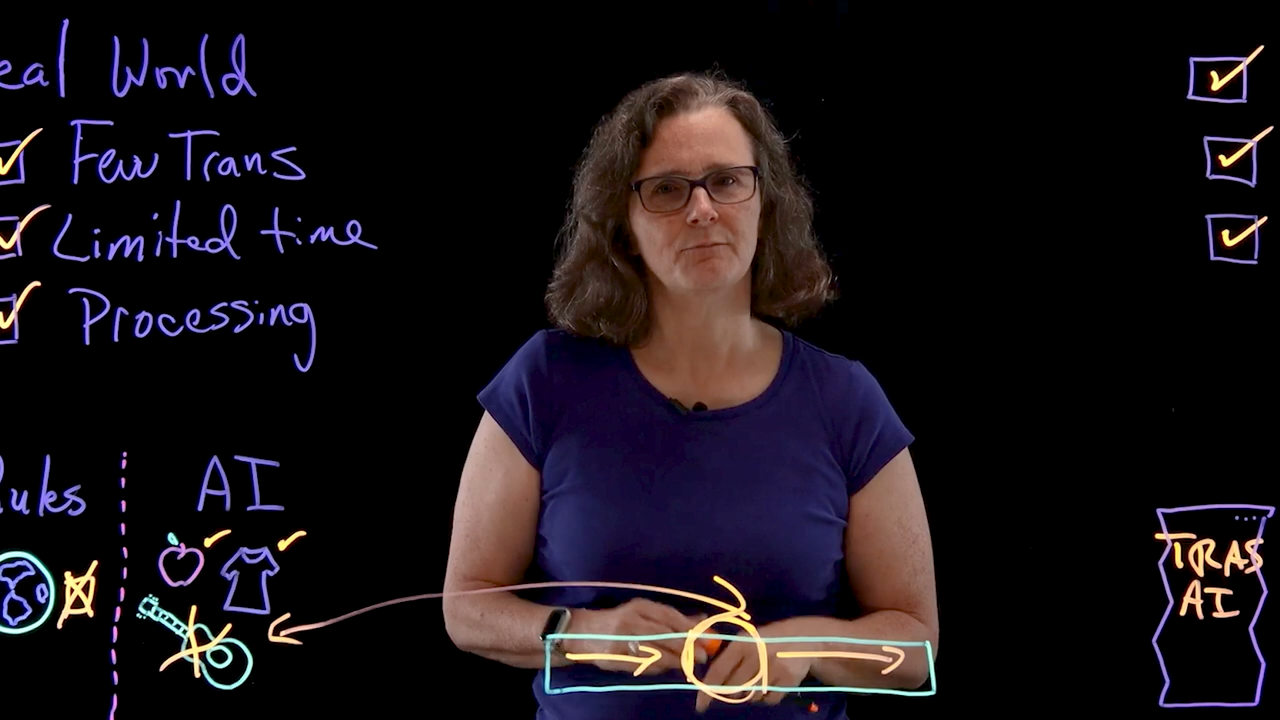 eal World
Few Trans
Limited time
Processing
ules
AI
TRAS
AI